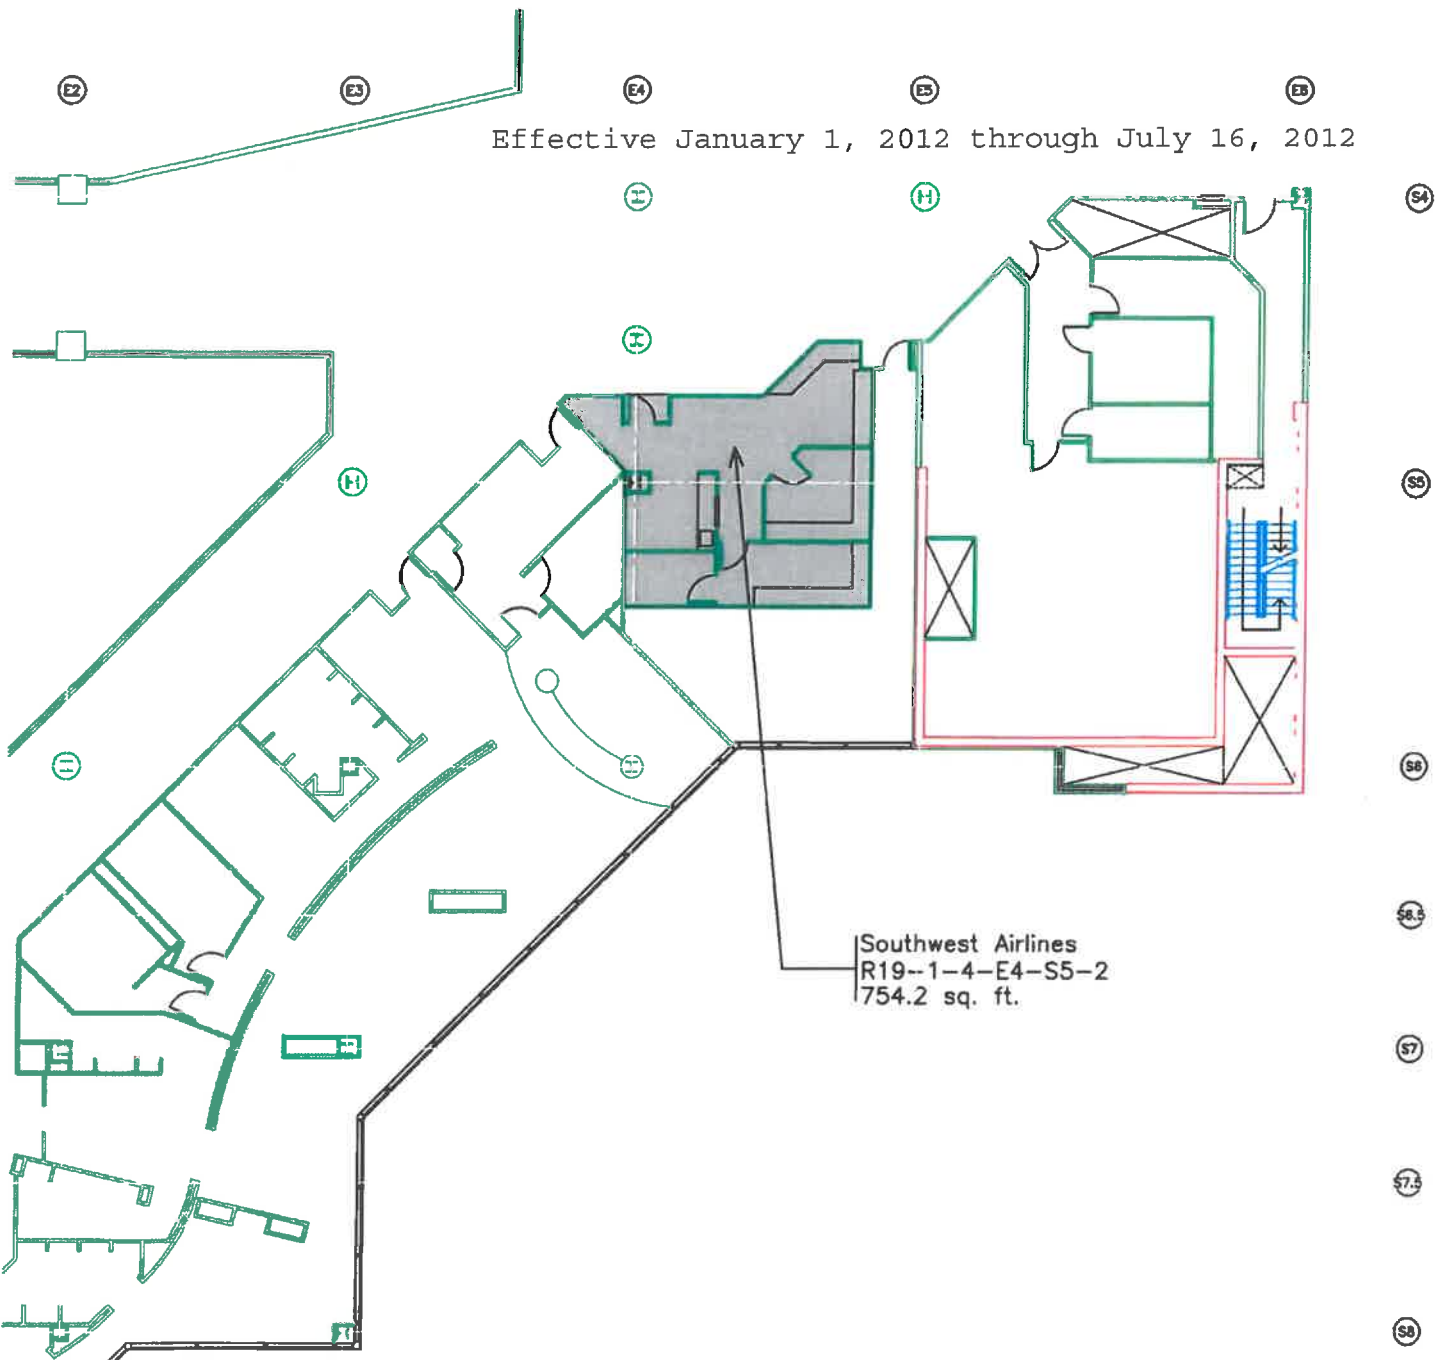 E2 E3 E4 E5 E6
Effective January 1, 2012 through July 16, 2012
S4
S5
S6
Southwest Airlines
R19--1-4-E4-S5-2
754.2 sq. ft.
S6.5
S7
S7.5
S8